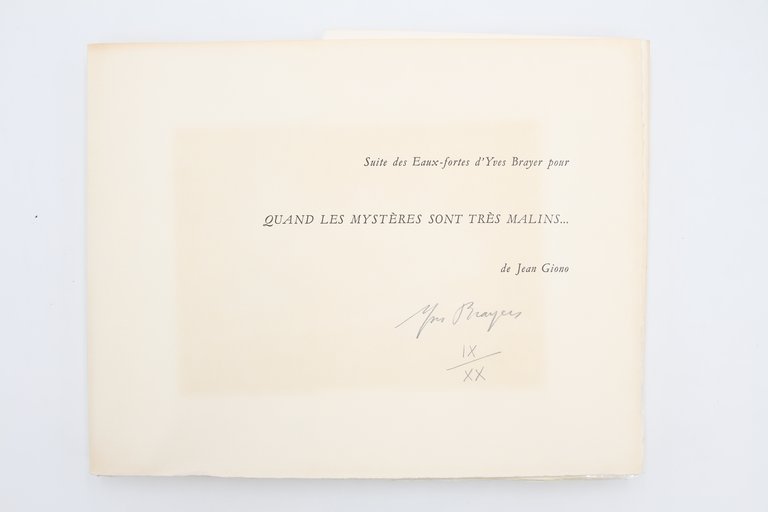 Suite des Eaux-fortes d'Yves Brayer pour
QUAND LES MYSTÈRES SONT TRÈS MALINS...
de Jean Giono
Yves Brayer
IX
XX